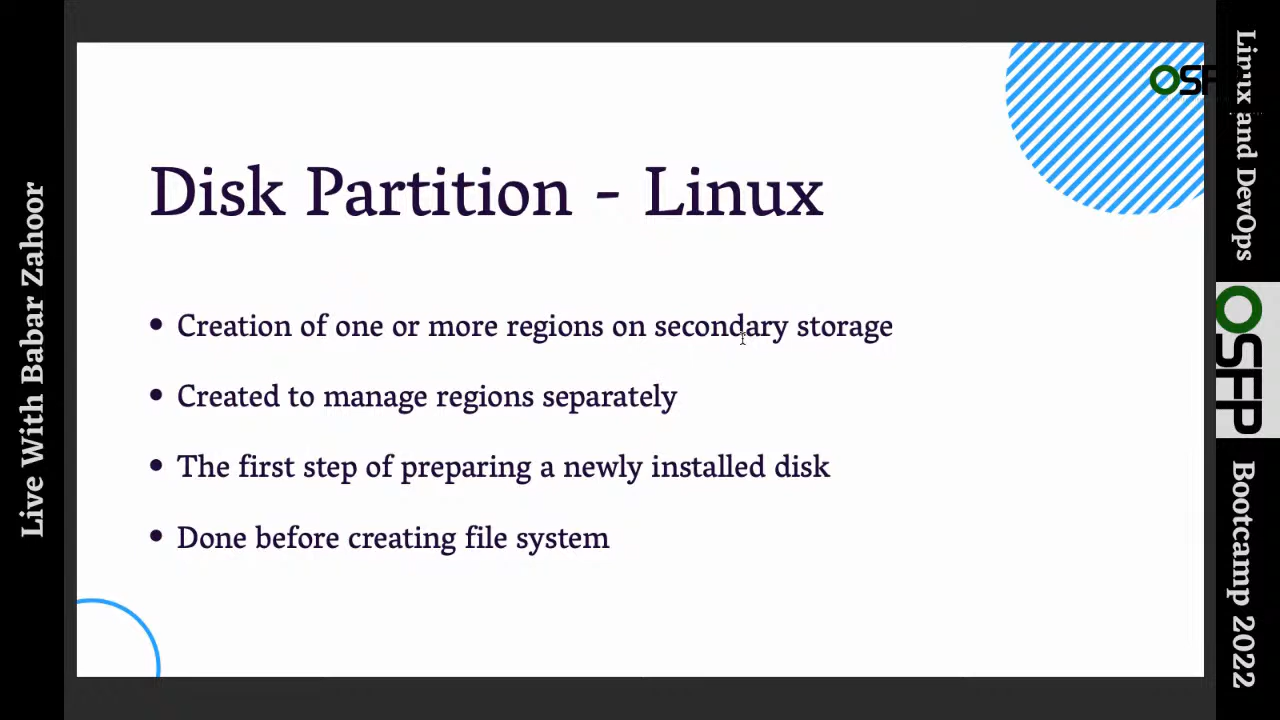 Disk Partition - Linux
• Creation of one or more regions on secondary storage
• Created to manage regions separately
• The first step of preparing a newly installed disk
• Done before creating file system
Live With Babar Zahoor
OSFP
Linux and DevOps
OSFP
Bootcamp 2022